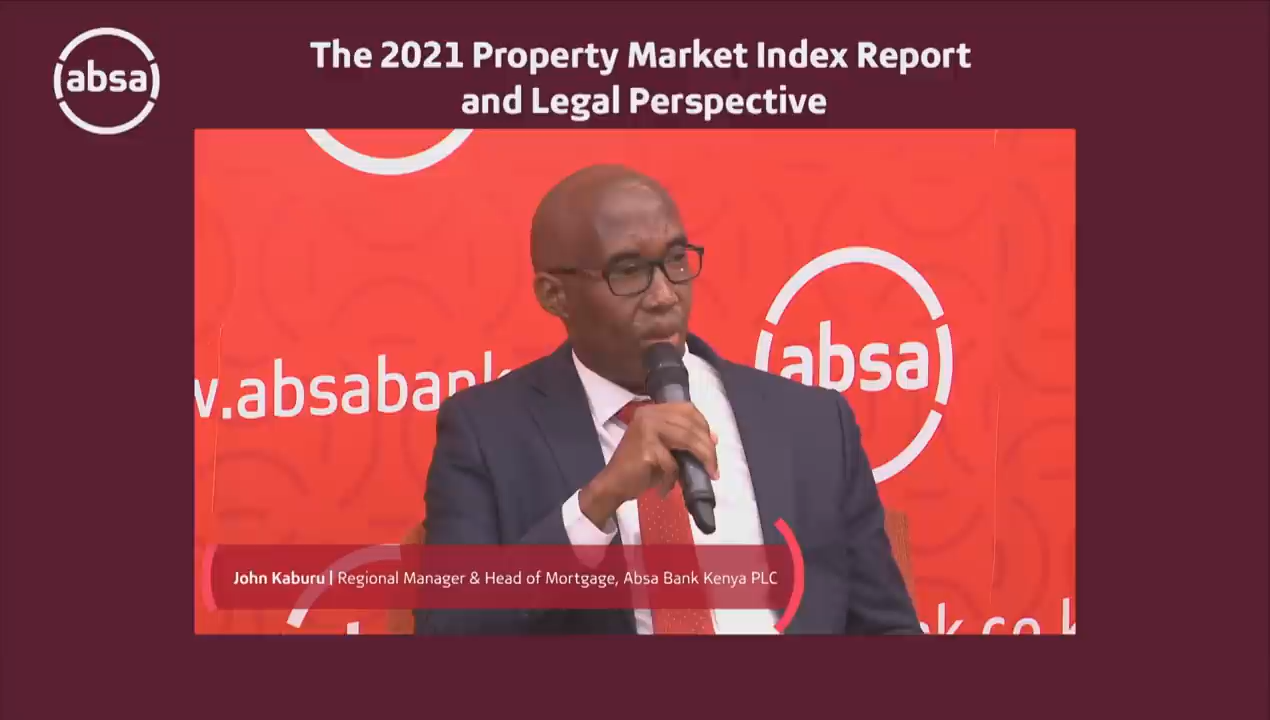 absa
The 2021 Property Market Index Report
and Legal Perspective
absa
John Kaburu | Regional Manager & Head of Mortgage, Absa Bank Kenya PLC